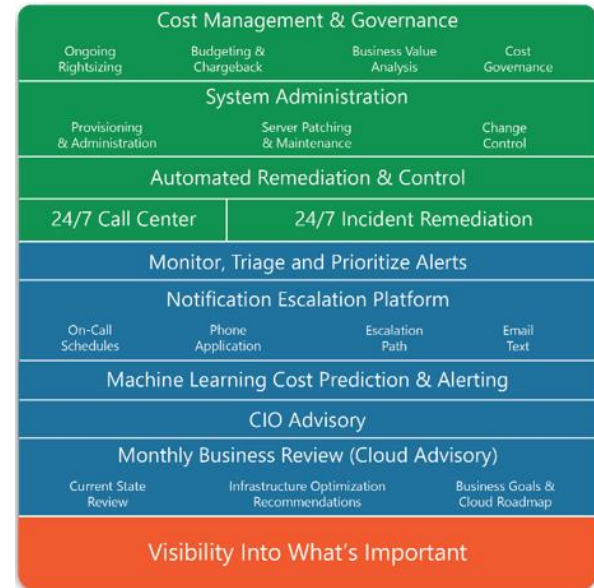 Cost Management & Governance
Ongoing Budgeting & Business Value Cost
Rightsizing Chargeback Analysis Governance
System Administration
Provisioning Server Patching Change
& Administration & Maintenance Control
Automated Remediation & Control
24/7 Call Center 24/7 Incident Remediation
Monitor, Triage and Prioritize Alerts
Notification Escalation Platform
On-Call Phone Escalation Email
Schedules Application Path Text
Machine Learning Cost Prediction & Alerting
CIO Advisory
Monthly Business Review (Cloud Advisory)
Current State Infrastructure Optimization Business Goals &
Review Recommendations Cloud Roadmap
Visibility Into What's Important